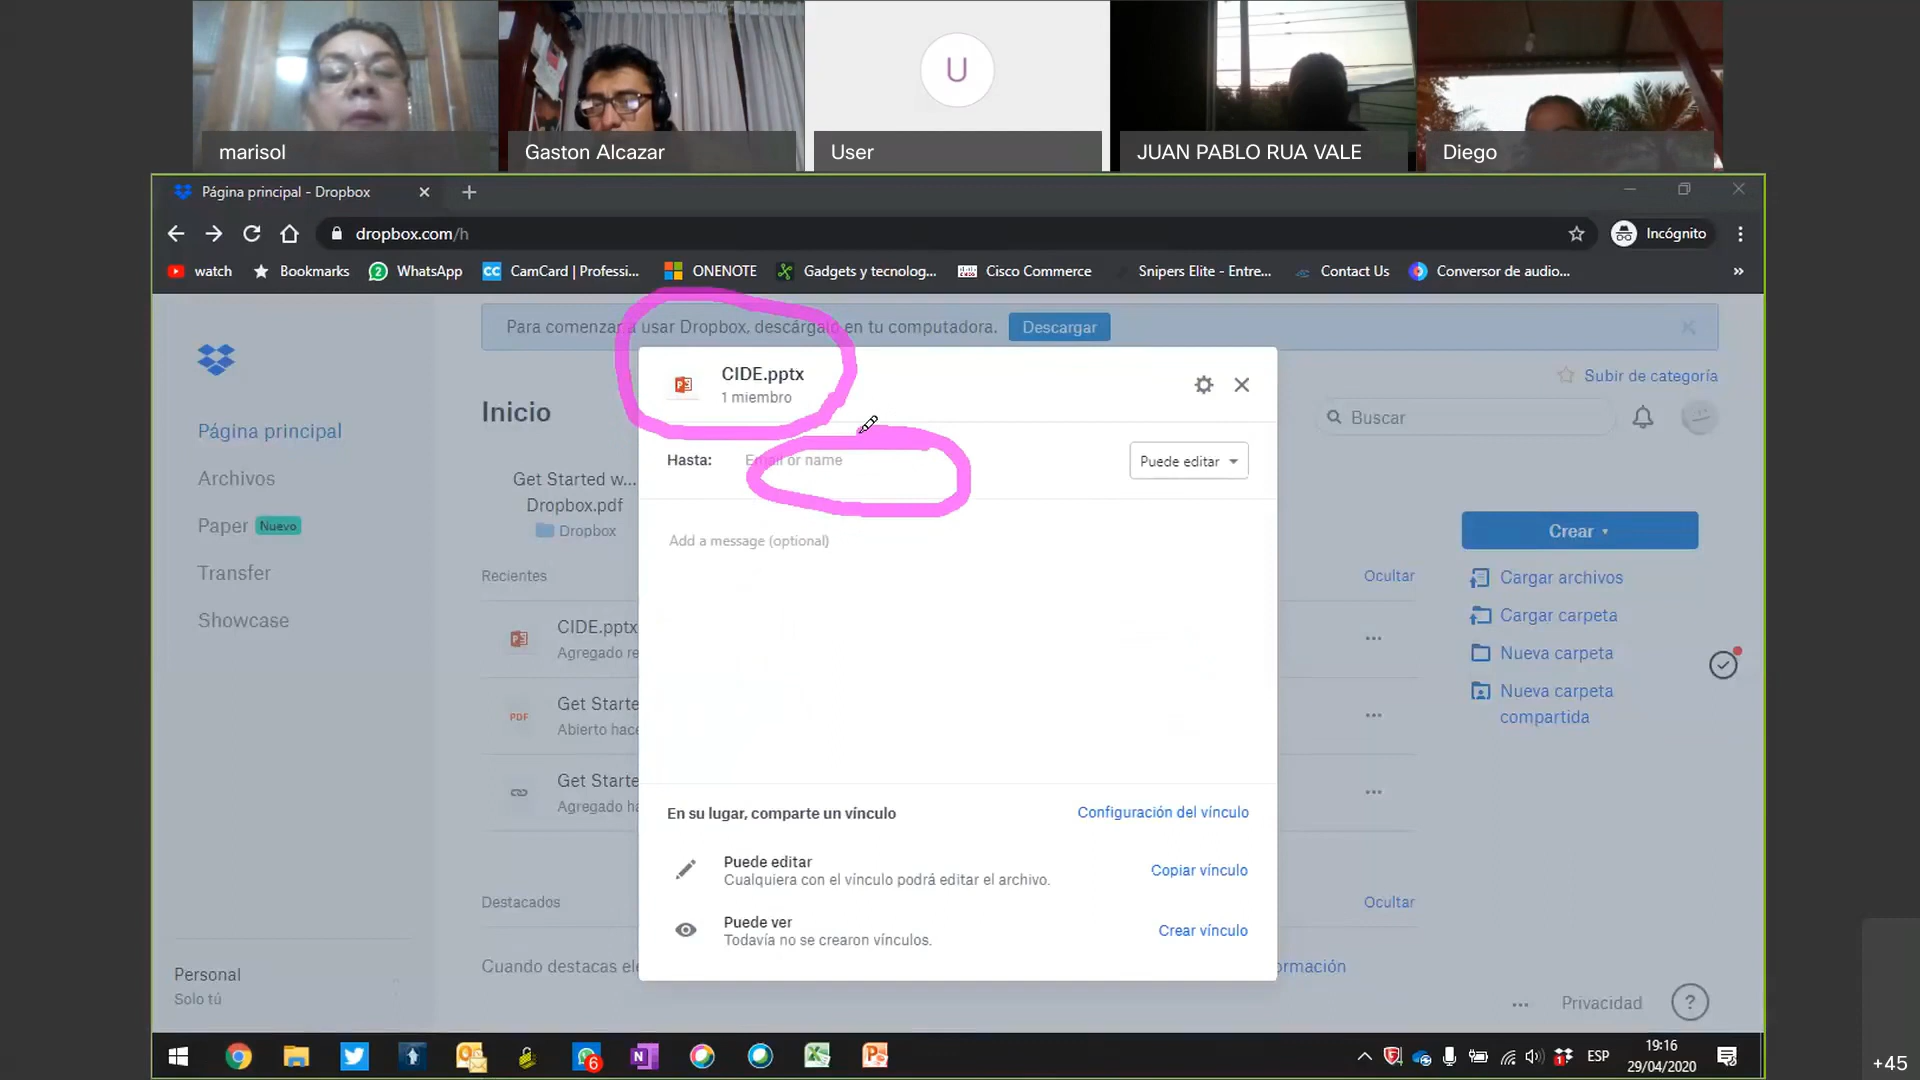 marisol
Gaston Alcazar
U
User
JUAN PABLO RUA VALE
Diego
Página principal - Dropbox
dropbox.com/h
Incógnito
watch
Bookmarks
2
WhatsApp
CC
CamCard | Professi...
ONENOTE
Gadgets y tecnolog...
Cisco Commerce
Snipers Elite - Entre...
Contact Us
Conversor de audio...
»
Para comenzar a usar Dropbox, descárgalo en tu computadora.
Descargar
CIDE.pptx
1 miembro
Subir de categoría
Inicio
Buscar
Página principal
Archivos
Paper Nuevo
Transfer
Showcase
Get Started w...
Dropbox.pdf
Dropbox
Hasta:
Email or name
Puede editar
Add a message (optional)
Crear
Cargar archivos
Cargar carpeta
Nueva carpeta
Nueva carpeta
compartida
Recientes
Ocultar
CIDE.pptx
Agregado re
...
PDF
Get Starte
Abierto hace
...
Get Starte
Agregado ha
...
En su lugar, comparte un vínculo
Configuración del vínculo
Puede editar
Cualquiera con el vínculo podrá editar el archivo.
Copiar vínculo
Puede ver
Todavía no se crearon vínculos.
Crear vínculo
Destacados
Ocultar
Cuando destacas ele
ormación
Personal
Solo tú
...
Privacidad
?
6
N
1
ESP
19:16
29/04/2020
+45